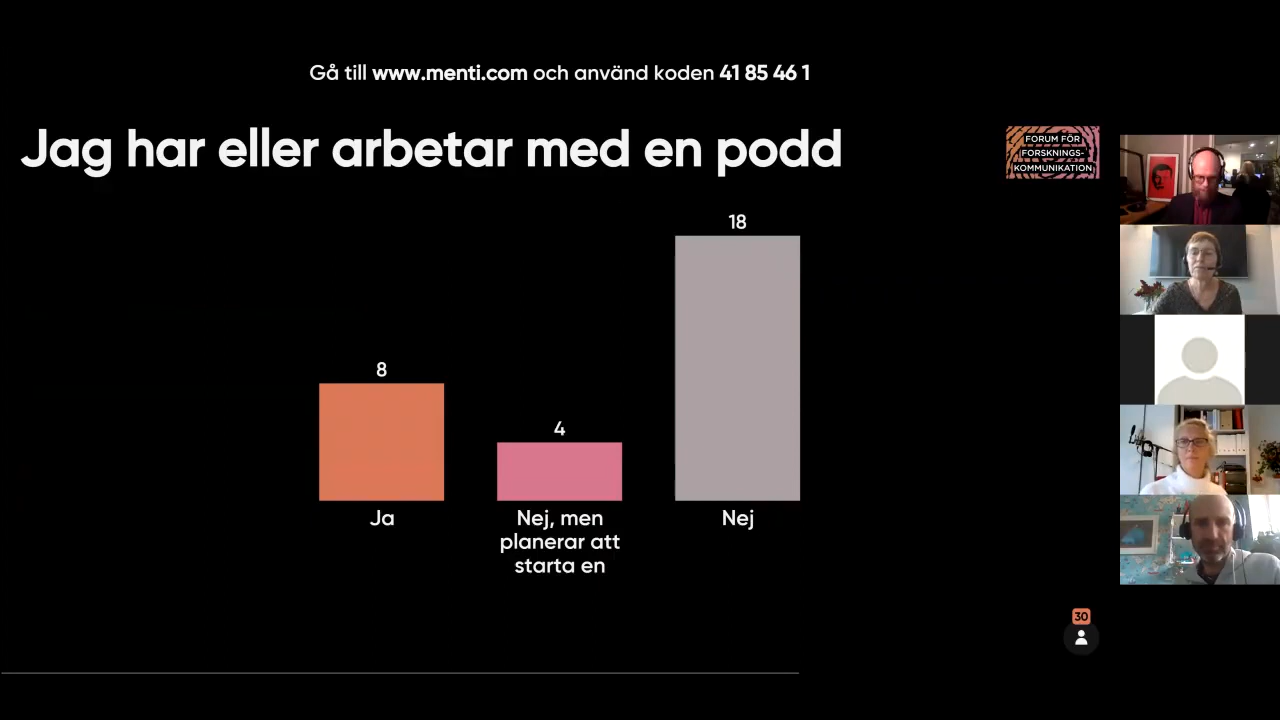 Gå till www.menti.com och använd koden 41 85 46 1
Jag har eller arbetar med en podd
FORUM FÖR
FORSKNINGS-
KOMMUNIKATION
18
8
4
Ja
Nej, men
planerar att
starta en
Nej
30